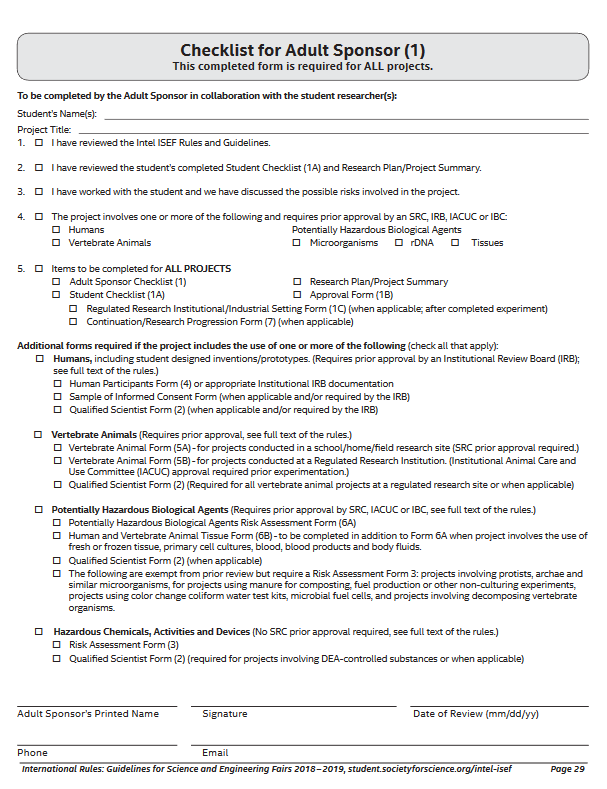 Checklist for Adult Sponsor (1)
This completed form is required for ALL projects.
To be completed by the Adult Sponsor in collaboration with the student researcher(s):
Student's Name(s):
Project Title:
1. ☐ I have reviewed the Intel ISEF Rules and Guidelines.
2. ☐ I have reviewed the student's completed Student Checklist (1A) and Research Plan/Project Summary.
3. ☐ I have worked with the student and we have discussed the possible risks involved in the project.
4. ☐ The project involves one or more of the following and requires prior approval by an SRC, IRB, IACUC or IBC:
☐ Humans Potentially Hazardous Biological Agents
☐ Vertebrate Animals ☐ Microorganisms ☐ rDNA ☐ Tissues
5. ☐ Items to be completed for ALL PROJECTS
☐ Adult Sponsor Checklist (1) ☐ Research Plan/Project Summary
☐ Student Checklist (1A) ☐ Approval Form (1B)
☐ Regulated Research Institutional/Industrial Setting Form (1C) (when applicable; after completed experiment)
☐ Continuation/Research Progression Form (7) (when applicable)
Additional forms required if the project includes the use of one or more of the following (check all that apply):
☐ Humans, including student designed inventions/prototypes. (Requires prior approval by an Institutional Review Board (IRB);
see full text of the rules.)
☐ Human Participants Form (4) or appropriate Institutional IRB documentation
☐ Sample of Informed Consent Form (when applicable and/or required by the IRB)
☐ Qualified Scientist Form (2) (when applicable and/or required by the IRB)
☐ Vertebrate Animals (Requires prior approval, see full text of the rules.)
☐ Vertebrate Animal Form (5A)-for projects conducted in a school/home/field research site (SRC prior approval required.)
☐ Vertebrate Animal Form (5B)-for projects conducted at a Regulated Research Institution. (Institutional Animal Care and
Use Committee (IACUC) approval required prior experimentation.)
☐ Qualified Scientist Form (2) (Required for all vertebrate animal projects at a regulated research site or when applicable)
☐ Potentially Hazardous Biological Agents (Requires prior approval by SRC, IACUC or IBC, see full text of the rules.)
☐ Potentially Hazardous Biological Agents Risk Assessment Form (6A)
☐ Human and Vertebrate Animal Tissue Form (6B)-to be completed in addition to Form 6A when project involves the use of
fresh or frozen tissue, primary cell cultures, blood, blood products and body fluids.
☐ Qualified Scientist Form (2) (when applicable)
☐ The following are exempt from prior review but require a Risk Assessment Form 3: projects involving protists, archae and
similar microorganisms, for projects using manure for composting, fuel production or other non-culturing experiments,
projects using color change coliform water test kits, microbial fuel cells, and projects involving decomposing vertebrate
organisms.
☐ Hazardous Chemicals, Activities and Devices (No SRC prior approval required, see full text of the rules.)
☐ Risk Assessment Form (3)
☐ Qualified Scientist Form (2) (required for projects involving DEA-controlled substances or when applicable)
Adult Sponsor's Printed Name Signature Date of Review (mm/dd/yy)
Phone Email
International Rules: Guidelines for Science and Engineering Fairs 2018–2019, student.societyforscience.org/intel-isef Page 29